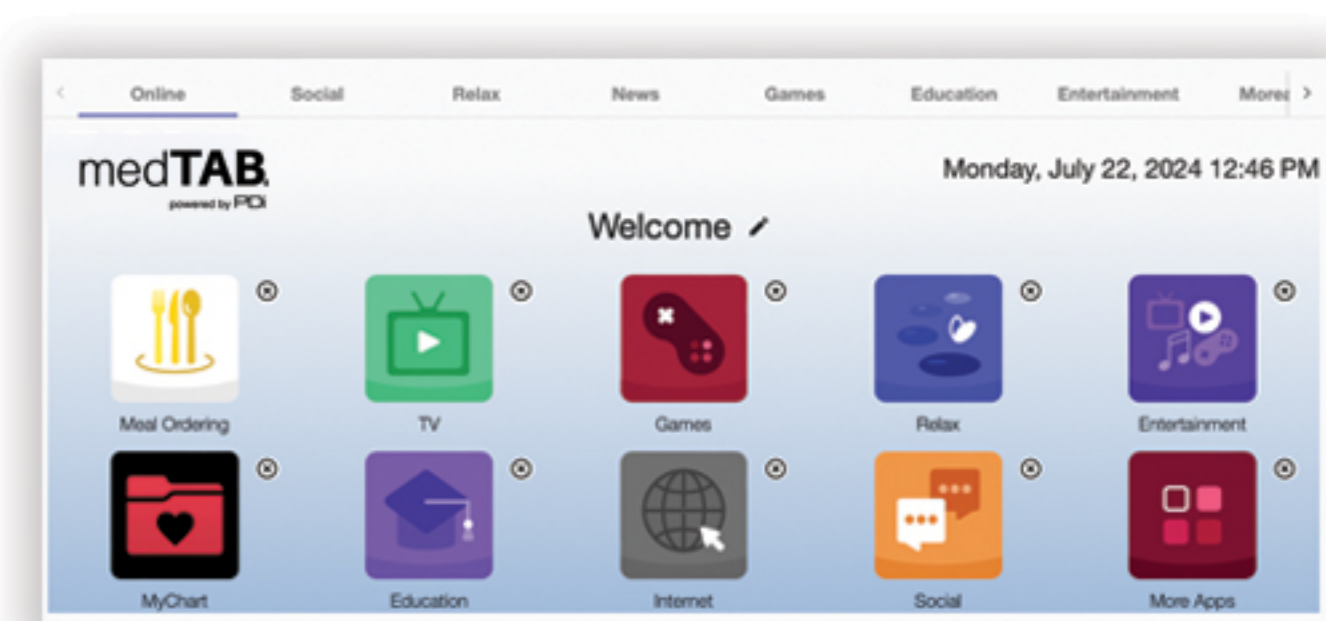 Online Social Relax News Games Education Entertainment
medTAB
powered by PDi
Monday, July 22, 2024 12:46 PM
Welcome
Meal Ordering TV Games Relax Entertainment
MyChart Education Internet Social More Apps